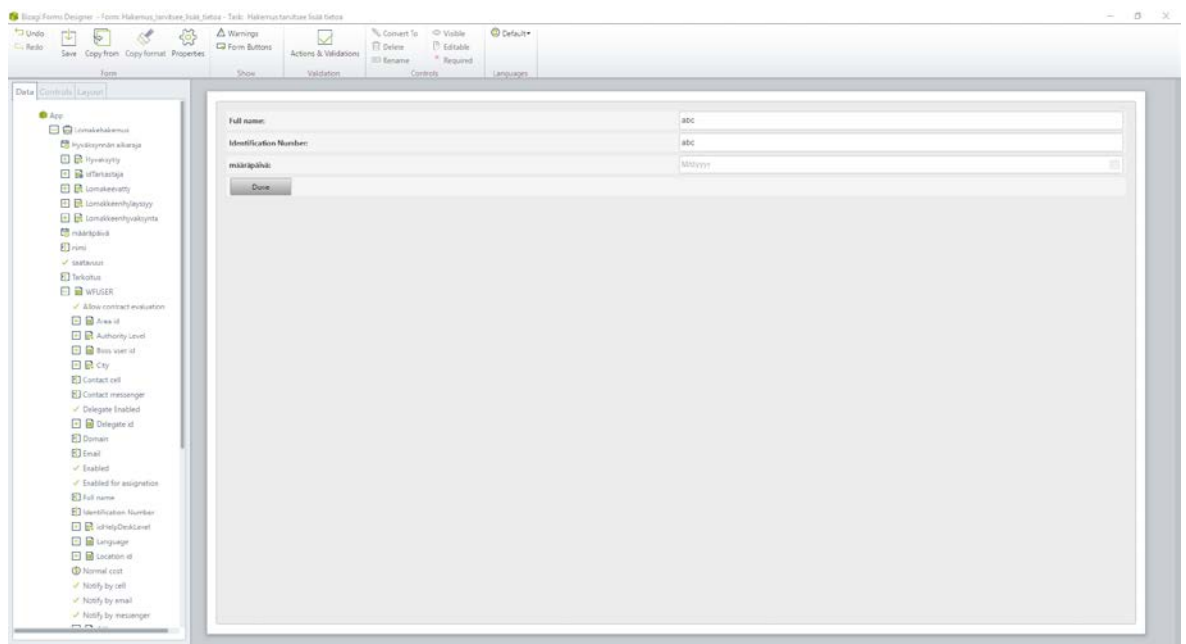 Bizagi Forms Designer - Form: Hakemus_tarvitsee_lisää_tietoa - Task: Hakemus tarvitsee lisää tietoa
Undo
Redo
Save
Copy from
Copy format
Properties
Form
Warnings
Form Buttons
Show
Actions & Validations
Validation
Convert To
Delete
Rename
Visible
Editable
Required
Controls
Default
Languages
Data
Controls
Layout
App
Lomakehakemus
Hyväksynnän aikaraja
Hyväksytty
Lomakeevatty
Lomakkeenhyväksynta
määräpäivä
nimi
saatavuus
Tarkoitus
WFUSER
Allow contract evaluation
Area id
Authority Level
Boss user id
City
Contact cell
Contact messenger
Delegate Enabled
Delegate id
Domain
Email
Enabled
Enabled for assignation
Full name
Identification Number
idHelpDeskLevel
Language
Location id
Normal cost
Notify by cell
Notify by email
Notify by messenger
Full name:
abc
Identification Number:
abc
määräpäivä:
Done